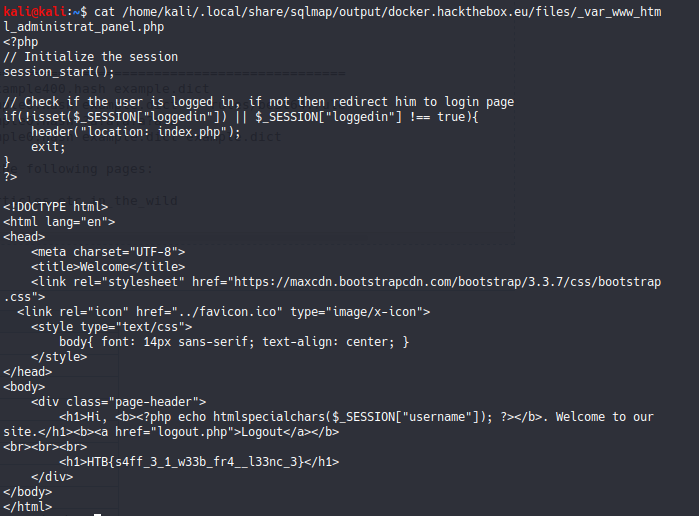 kali@kali:~$ cat /home/kali/.local/share/sqlmap/output/docker.hackthebox.eu/files/_var_www_htm
l_administrat_panel.php
<?php
// Initialize the session
session_start();
// Check if the user is logged in, if not then redirect him to login page
if(!isset($_SESSION["loggedin"]) || $_SESSION["loggedin"] !== true){
    header("location: index.php");
    exit;
}
?>
<!DOCTYPE html>
<html lang="en">
<head>
    <meta charset="UTF-8">
    <title>Welcome</title>
    <link rel="stylesheet" href="https://maxcdn.bootstrapcdn.com/bootstrap/3.3.7/css/bootstrap
.css">
  <link rel="icon" href="../favicon.ico" type="image/x-icon">
    <style type="text/css">
        body{ font: 14px sans-serif; text-align: center; }
    </style>
</head>
<body>
    <div class="page-header">
        <h1>Hi, <b><?php echo htmlspecialchars($_SESSION["username"]); ?></b>. Welcome to our
site.</h1><b><a href="logout.php">Logout</a></b>
<br><br><br>
        <h1>HTB{s4ff_3_1_w33b_fr4__l33nc_3}</h1>
    </div>
</body>
</html>